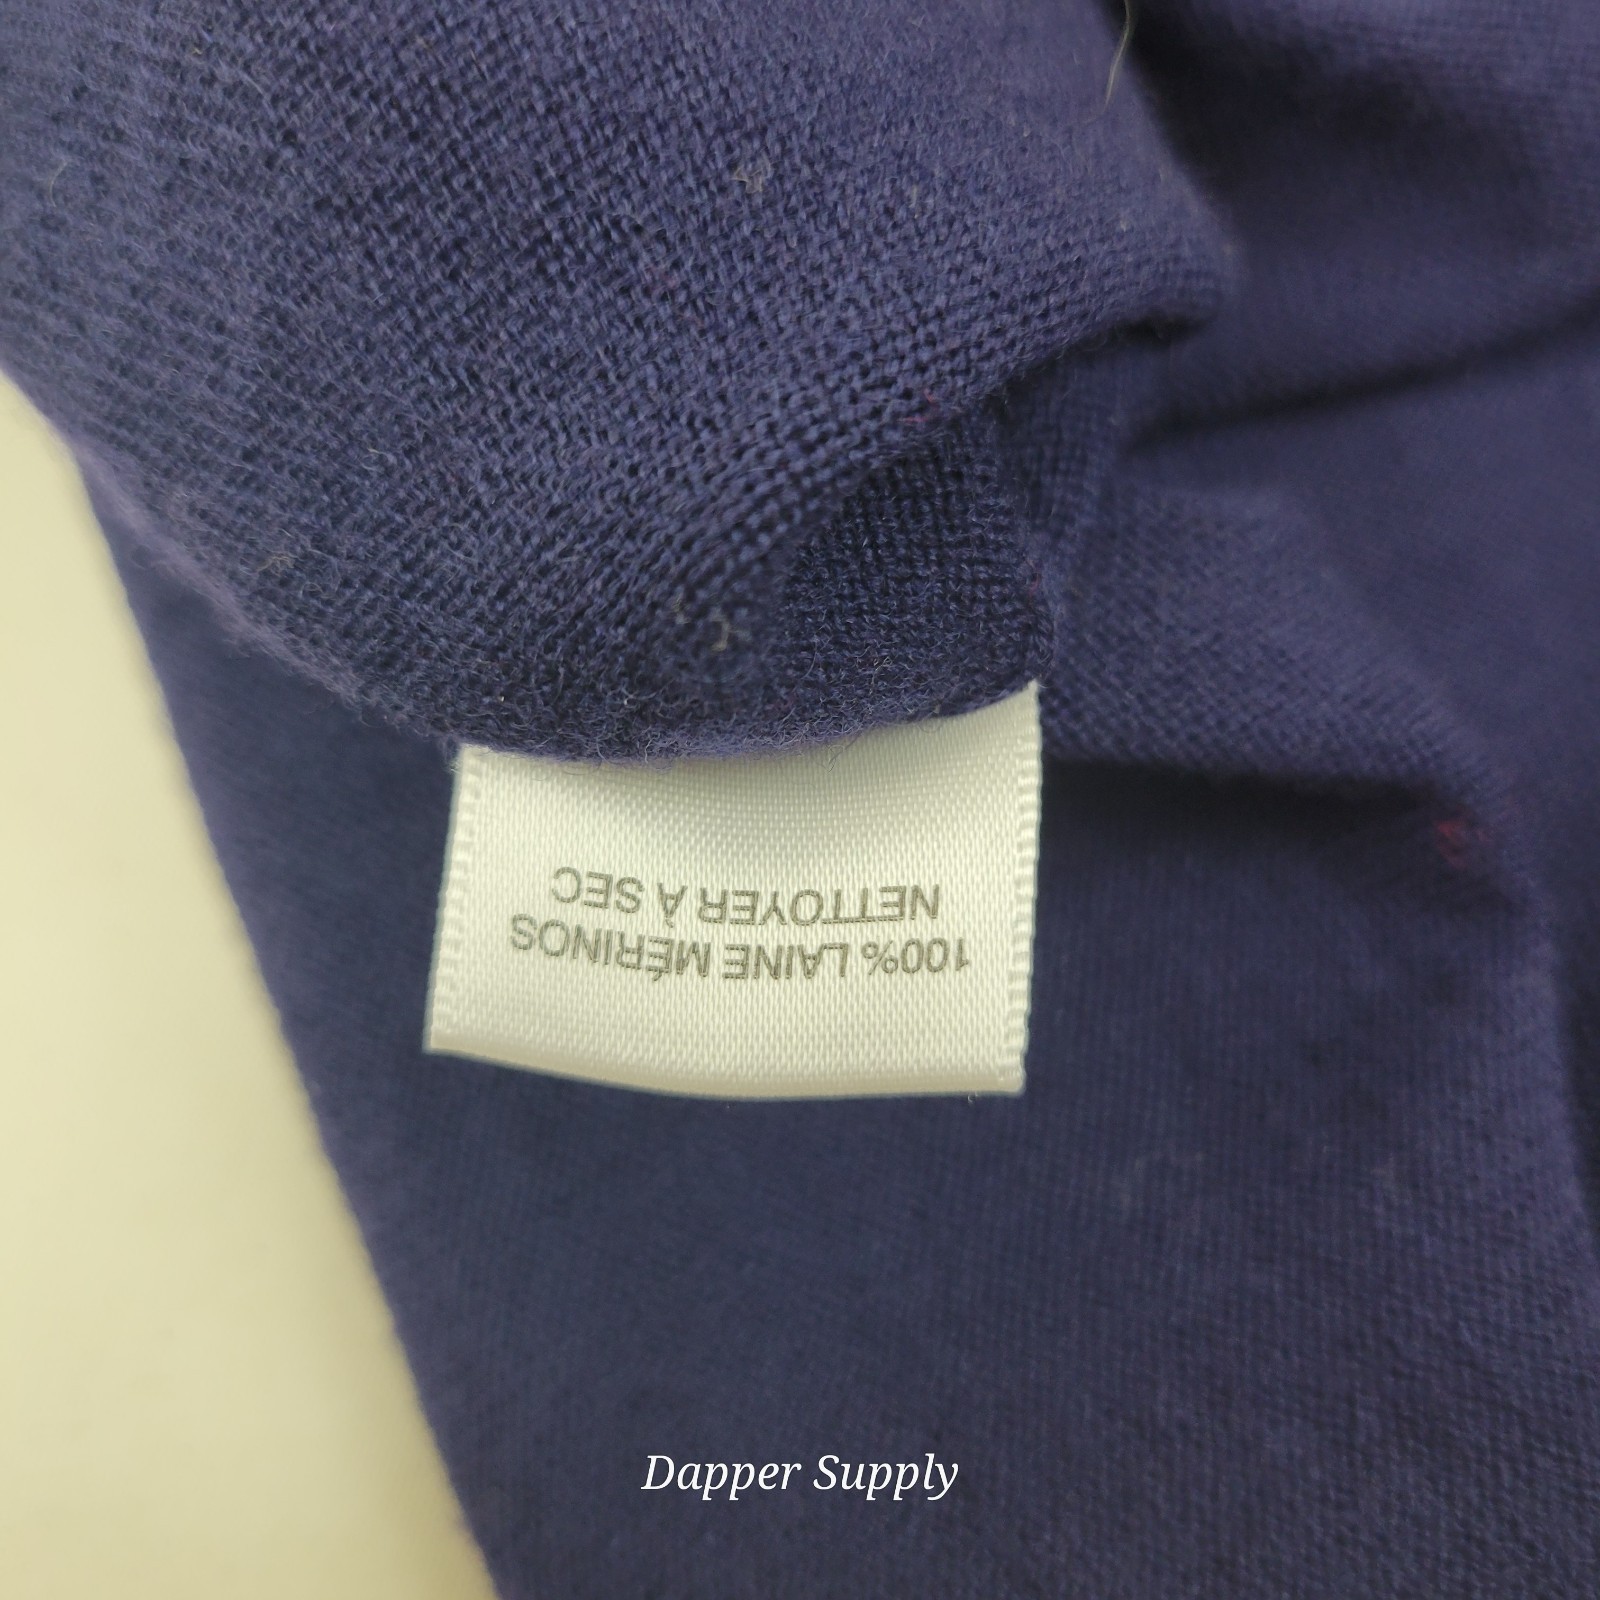 100% LAINE MÉRINOS
NETTOYER À SEC
Dapper Supply